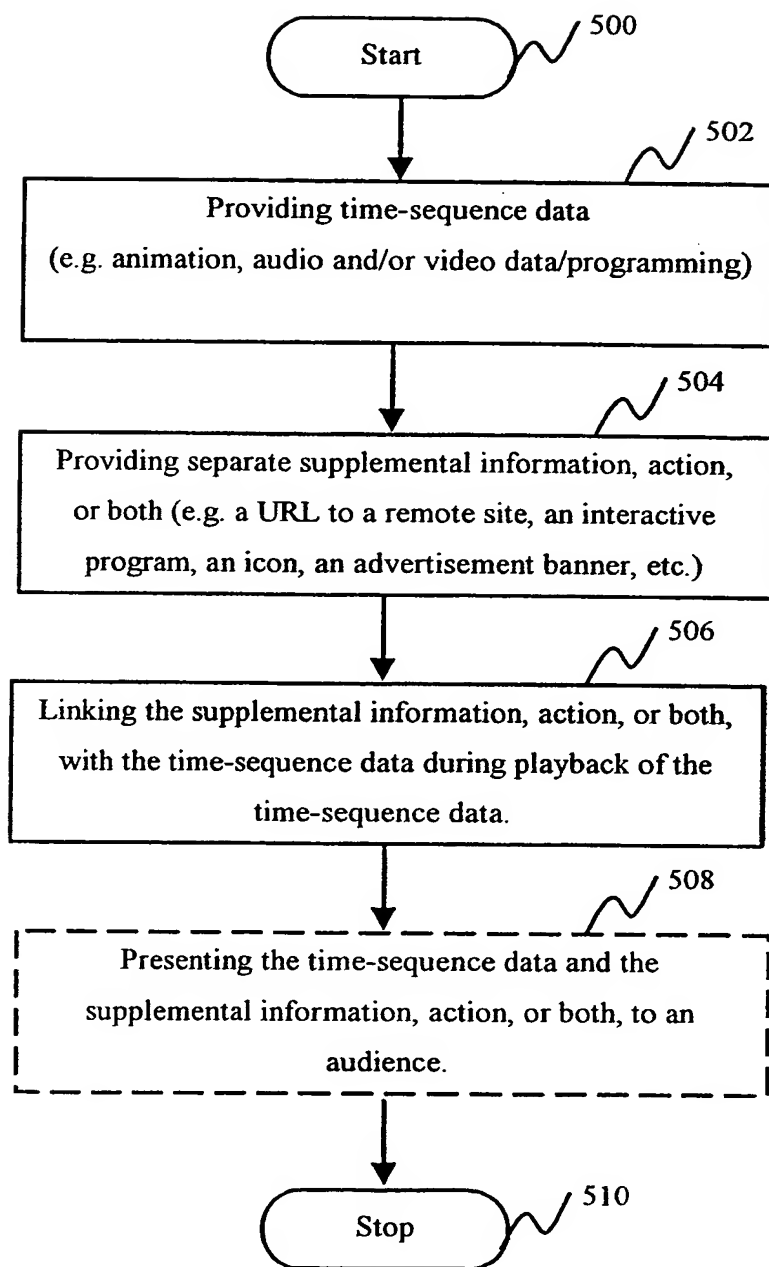 500
Start
502
Providing time-sequence data
(e.g. animation, audio and/or video data/programming)
504
Providing separate supplemental information, action,
or both (e.g. a URL to a remote site, an interactive
program, an icon, an advertisement banner, etc.)
506
Linking the supplemental information, action, or both,
with the time-sequence data during playback of the
time-sequence data.
508
Presenting the time-sequence data and the
supplemental information, action, or both, to an
audience.
510
Stop